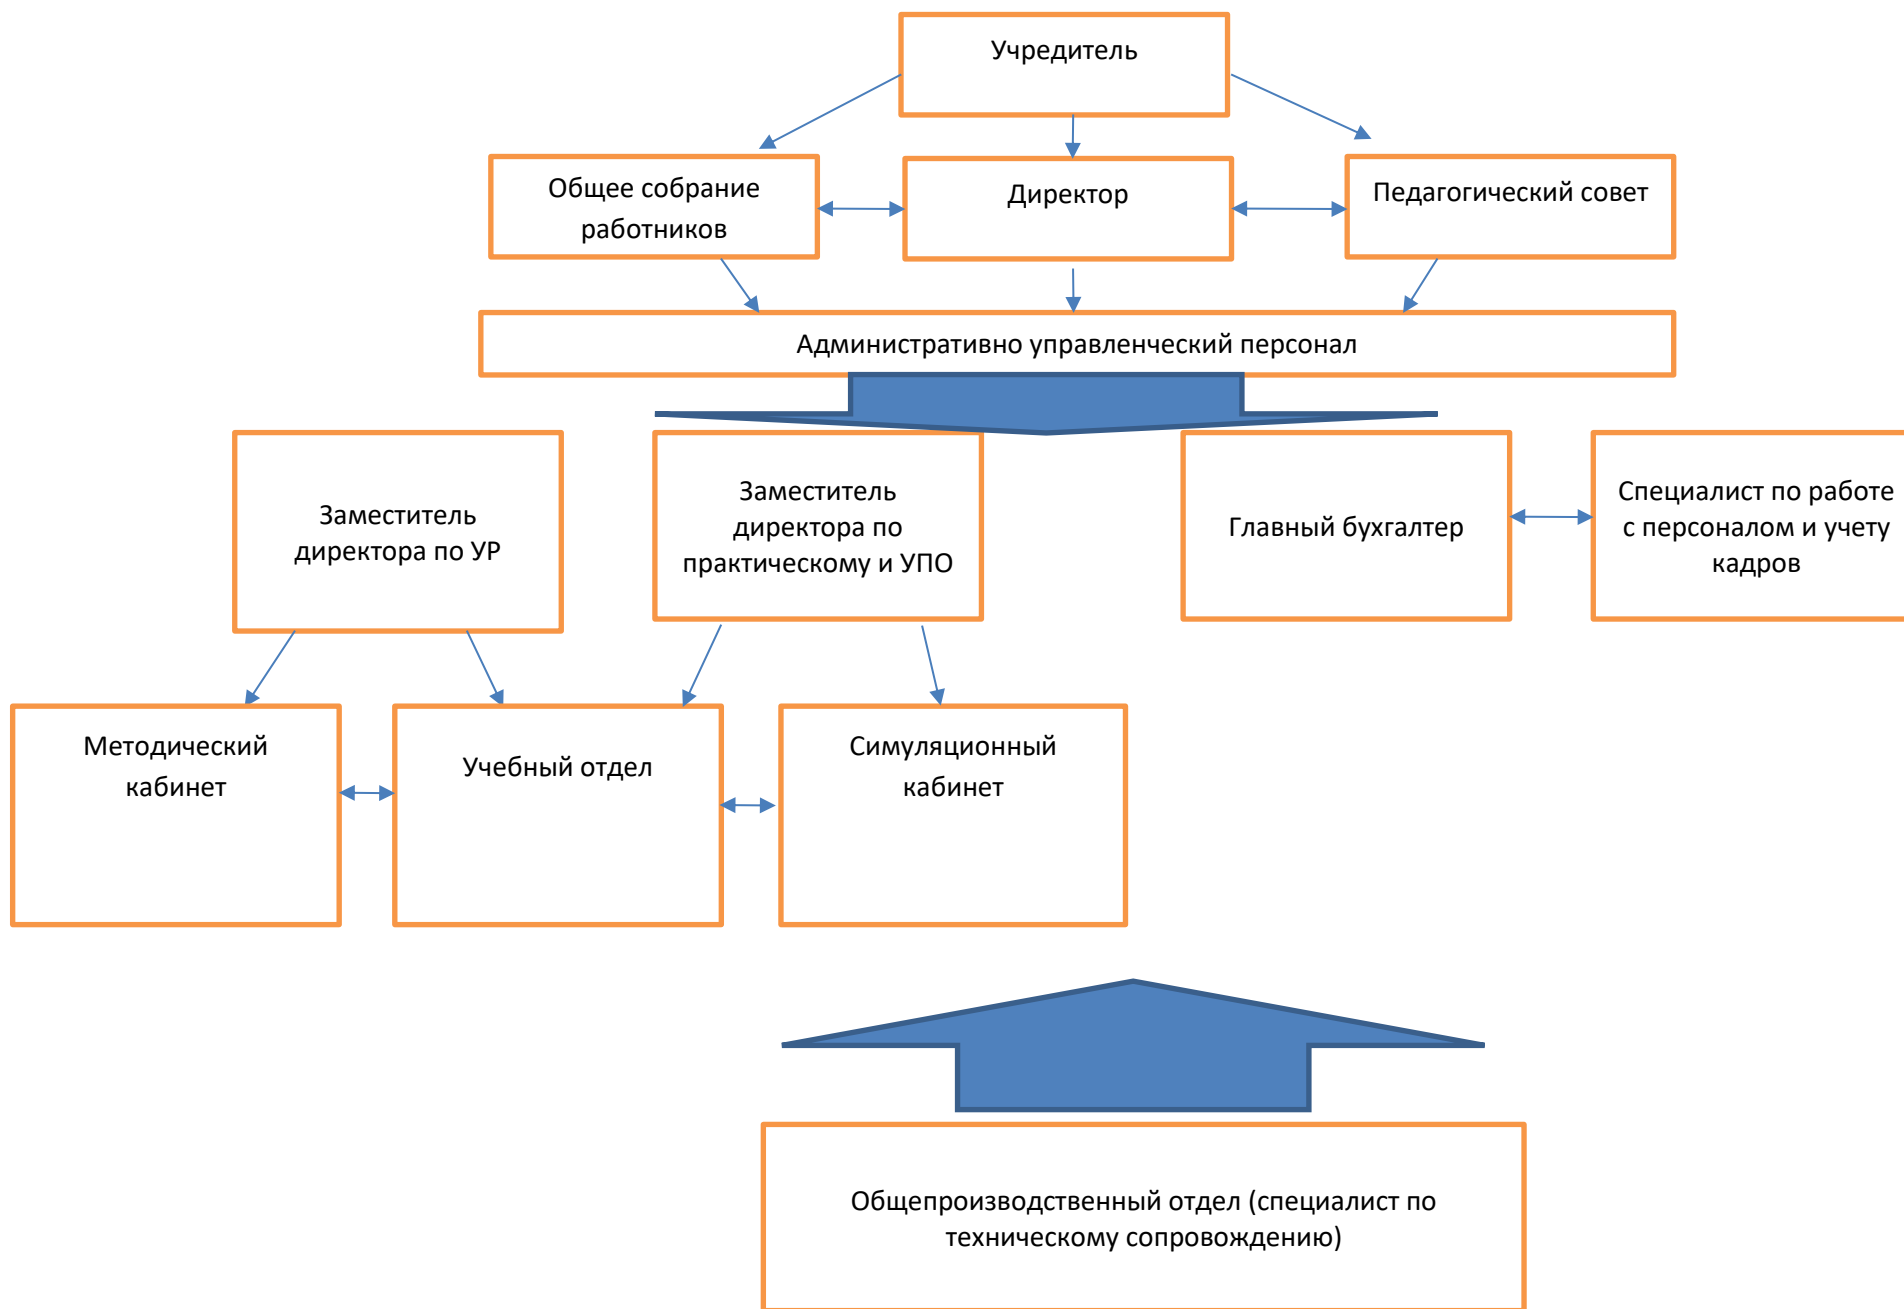 Учредитель
Общее собрание
работников
Директор
Педагогический совет
Административно управленческий персонал
Заместитель
директора по УР
Заместитель
директора по
практическому и УПО
Главный бухгалтер
Специалист по работе
с персоналом и учету
кадров
Методический
кабинет
Учебный отдел
Симуляционный
кабинет
Общепроизводственный отдел (специалист по
техническому сопровождению)